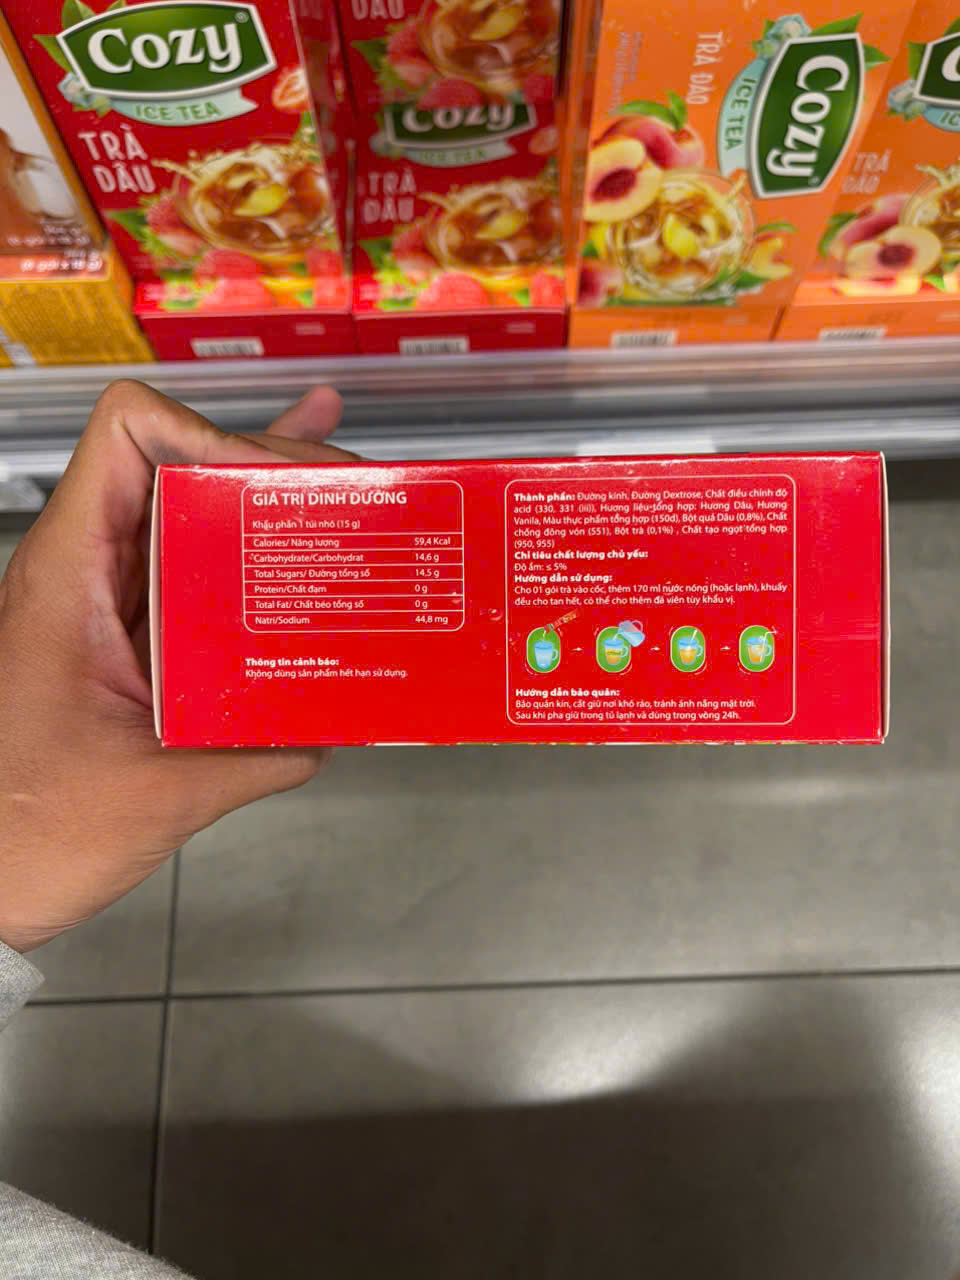 Cozy
ICE TEA
TRÀ
DÂU
DÂU
Cozy
ICE TEA
TRÀ
DÂU
TRÀ ĐÀO
ICE TEA
Cozy
TRÀ
ĐÀO
GIÁ TRỊ DINH DƯỠNG
Khẩu phần 1 túi nhỏ (15 g)
Calories/ Năng lượng 59,4 Kcal
Carbohydrate/Carbohydrat 14,6 g
Total Sugars/ Đường tổng số 14,5 g
Protein/Chất đạm 0 g
Total Fat/ Chất béo tổng số 0 g
Natri/Sodium 44,8 mg
Thông tin cảnh báo:
Không dùng sản phẩm hết hạn sử dụng.
Thành phần: Đường kính, Đường Dextrose, Chất điều chỉnh độ
acid (330, 331 (iii)), Hương liệu tổng hợp: Hương Dâu, Hương
Vanila, Màu thực phẩm tổng hợp (150d), Bột quả Dâu (0,8%), Chất
chống đông vón (551), Bột trà (0,1%) , Chất tạo ngọt tổng hợp
(950, 955)
Chỉ tiêu chất lượng chủ yếu:
Độ ẩm: ≤ 5%
Hướng dẫn sử dụng:
Cho 01 gói trà vào cốc, thêm 170 ml nước nóng (hoặc lạnh), khuấy
đều cho tan hết, có thể cho thêm đá viên tùy khẩu vị.
Hướng dẫn bảo quản:
Bảo quản kín, cất giữ nơi khô ráo, tránh ánh nắng mặt trời.
Sau khi pha giữ trong tủ lạnh và dùng trong vòng 24h.